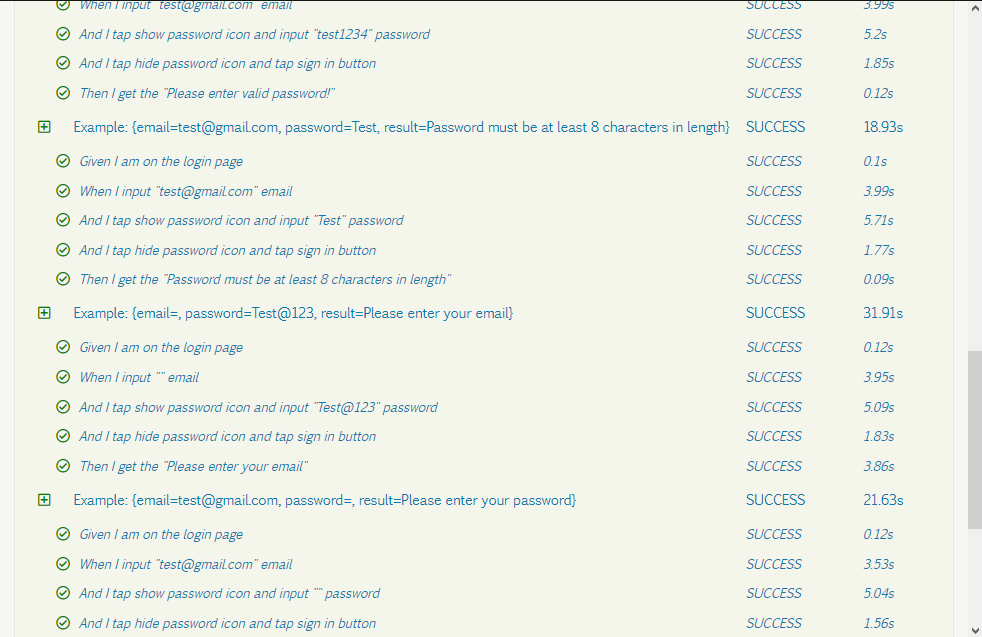 When I input "test@gmail.com" email SUCCESS 3.99s
And I tap show password icon and input "test1234" password SUCCESS 5.2s
And I tap hide password icon and tap sign in button SUCCESS 1.85s
Then I get the "Please enter valid password!" SUCCESS 0.12s
Example: {email=test@gmail.com, password=Test, result=Password must be at least 8 characters in length} SUCCESS 18.93s
Given I am on the login page SUCCESS 0.1s
When I input "test@gmail.com" email SUCCESS 3.99s
And I tap show password icon and input "Test" password SUCCESS 5.71s
And I tap hide password icon and tap sign in button SUCCESS 1.77s
Then I get the "Password must be at least 8 characters in length" SUCCESS 0.09s
Example: {email=, password=Test@123, result=Please enter your email} SUCCESS 31.91s
Given I am on the login page SUCCESS 0.12s
When I input "" email SUCCESS 3.95s
And I tap show password icon and input "Test@123" password SUCCESS 5.09s
And I tap hide password icon and tap sign in button SUCCESS 1.83s
Then I get the "Please enter your email" SUCCESS 3.86s
Example: {email=test@gmail.com, password=, result=Please enter your password} SUCCESS 21.63s
Given I am on the login page SUCCESS 0.12s
When I input "test@gmail.com" email SUCCESS 3.53s
And I tap show password icon and input "" password SUCCESS 5.04s
And I tap hide password icon and tap sign in button SUCCESS 1.56s